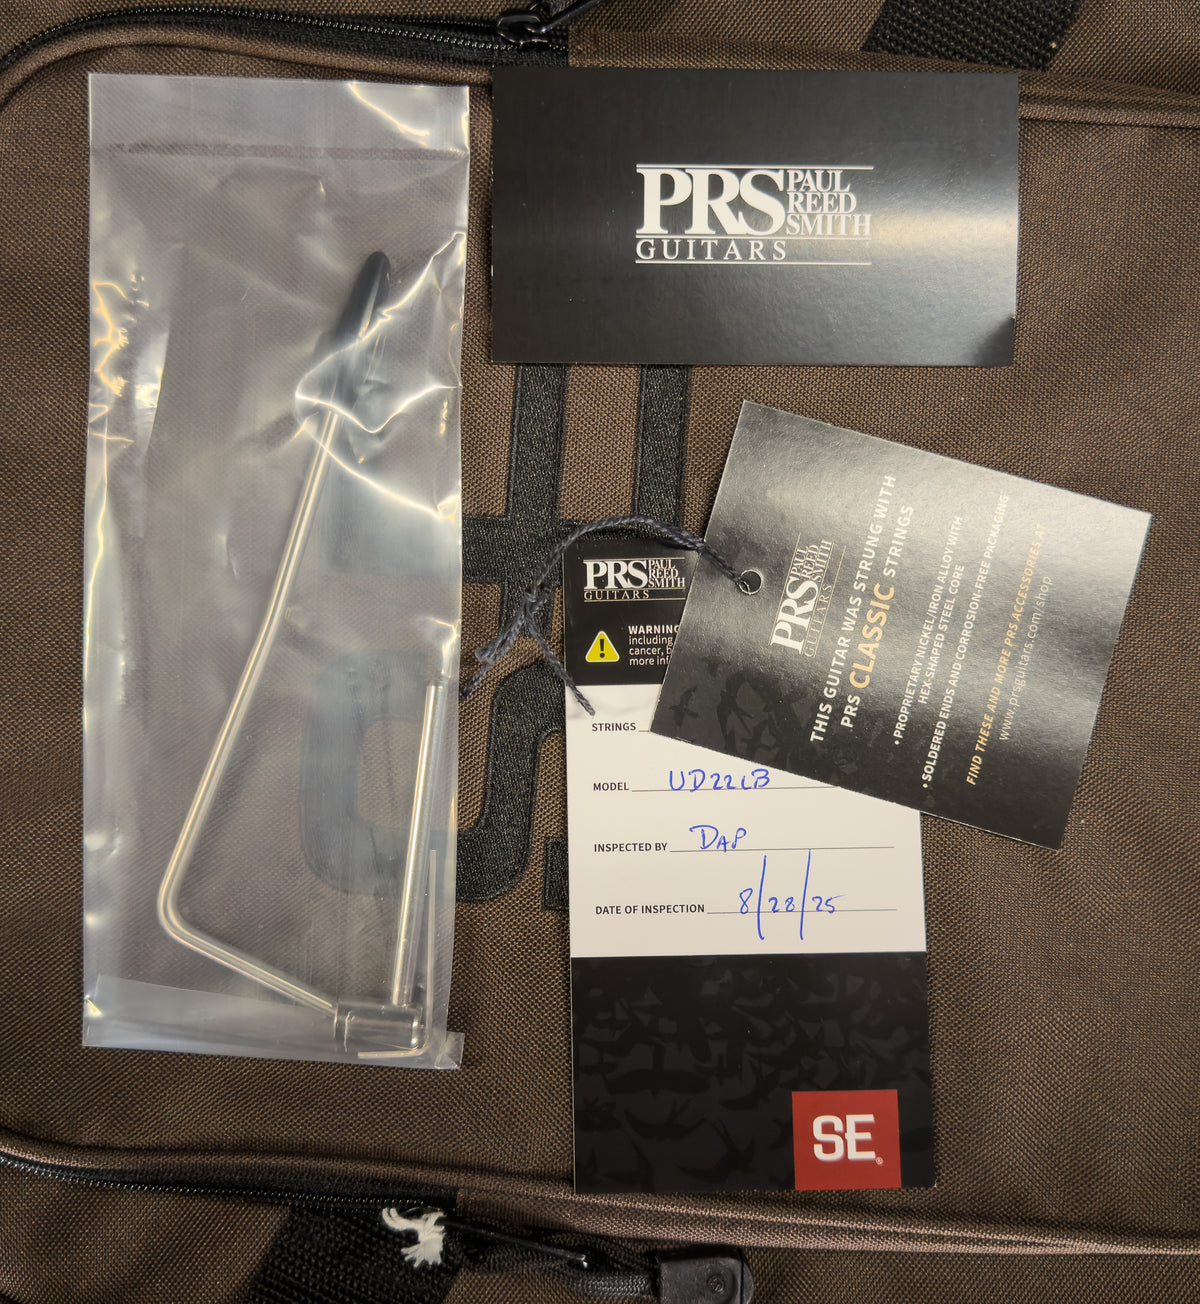 PRS PAUL
REED
SMITH
GUITARS
PRS PAUL
REED
SMITH
GUITARS
THIS GUITAR WAS STRUNG WITH
PRS CLASSIC STRINGS
• PROPRIETARY NICKEL/IRON ALLOY WITH
HEX-SHAPED STEEL CORE
• SOLDERED ENDS AND CORROSION-FREE PACKAGING
FIND THESE AND MORE PRS ACCESSORIES AT
www.prsguitars.com/shop
PRS PAUL
REED
SMITH
GUITARS
WARNING
including
cancer,
more
STRINGS
MODEL UD22LB
INSPECTED BY DAP
DATE OF INSPECTION 8/28/25
SE®